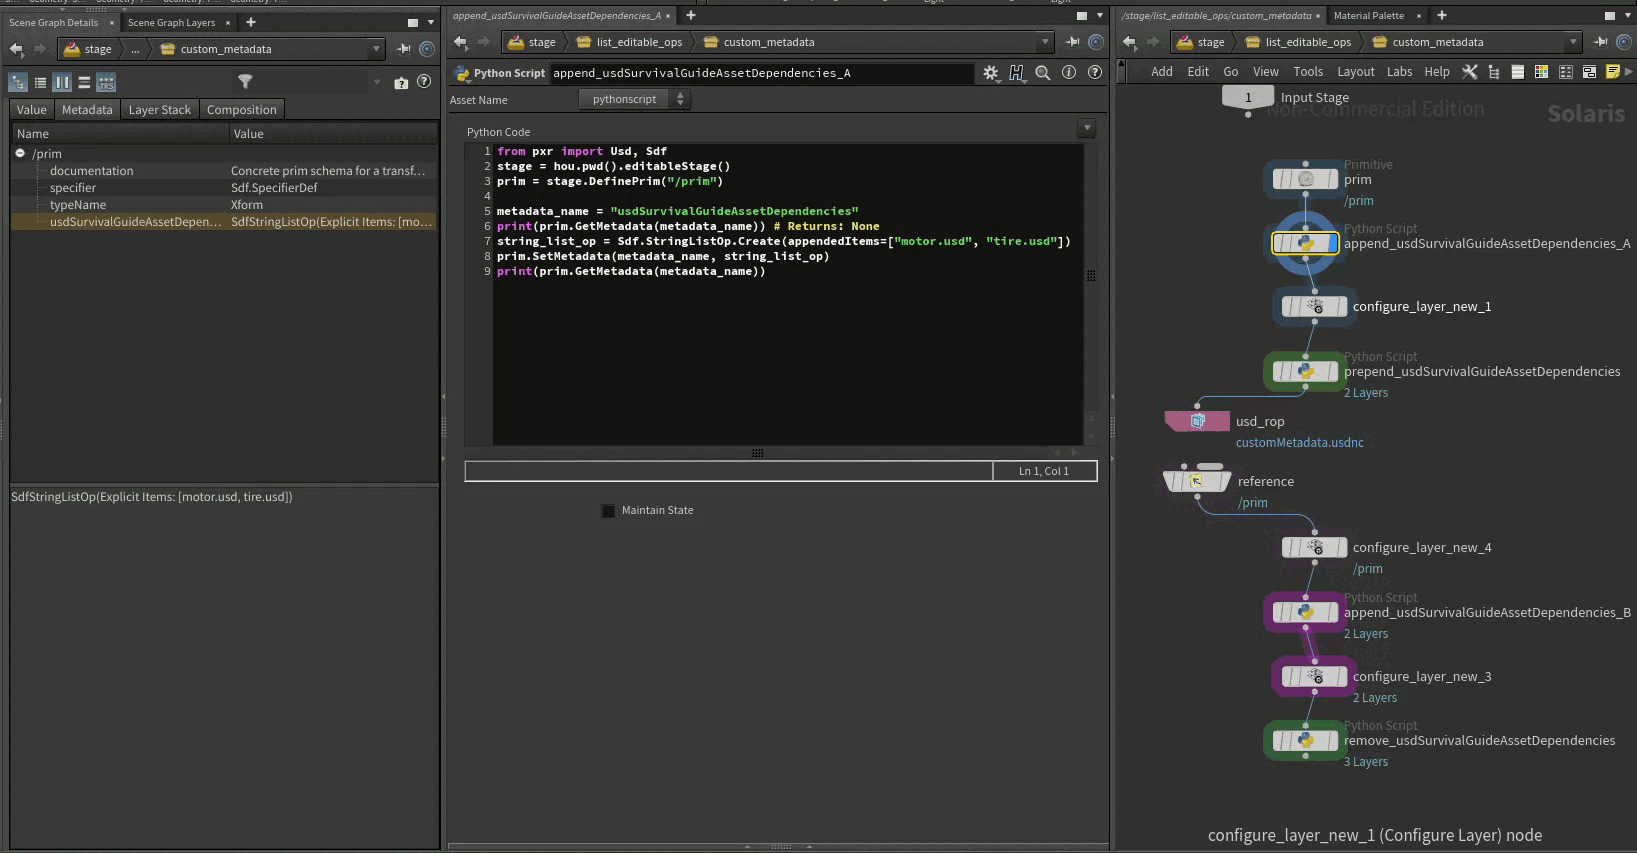 Scene Graph Details
Scene Graph Layers
stage
...
custom_metadata
Value
Metadata
Layer Stack
Composition
Name
Value
/prim
documentation
Concrete prim schema for a transf...
specifier
Sdf.SpecifierDef
typeName
Xform
usdSurvivalGuideAssetDepen...
SdfStringListOp(Explicit Items: [mo...
SdfStringListOp(Explicit Items: [motor.usd, tire.usd])
append_usdSurvivalGuideAssetDependencies_A
stage
list_editable_ops
custom_metadata
Python Script
append_usdSurvivalGuideAssetDependencies_A
Asset Name
pythonscript
Python Code
1 from pxr import Usd, Sdf
2 stage = hou.pwd().editableStage()
3 prim = stage.DefinePrim("/prim")
4
5 metadata_name = "usdSurvivalGuideAssetDependencies"
6 print(prim.GetMetadata(metadata_name)) # Returns: None
7 string_list_op = Sdf.StringListOp.Create(appendedItems=["motor.usd", "tire.usd"])
8 prim.SetMetadata(metadata_name, string_list_op)
9 print(prim.GetMetadata(metadata_name))
Ln 1, Col 1
Maintain State
/stage/list_editable_ops/custom_metadata
Material Palette
stage
list_editable_ops
custom_metadata
Add Edit Go View Tools Layout Labs Help
1
Input Stage
Non-Commercial Edition
Solaris
Primitive
prim
/prim
Python Script
append_usdSurvivalGuideAssetDependencies_A
configure_layer_new_1
Python Script
prepend_usdSurvivalGuideAssetDependencies
2 Layers
usd_rop
customMetadata.usdnc
reference
/prim
configure_layer_new_4
/prim
Python Script
append_usdSurvivalGuideAssetDependencies_B
2 Layers
configure_layer_new_3
2 Layers
Python Script
remove_usdSurvivalGuideAssetDependencies
3 Layers
configure_layer_new_1 (Configure Layer) node